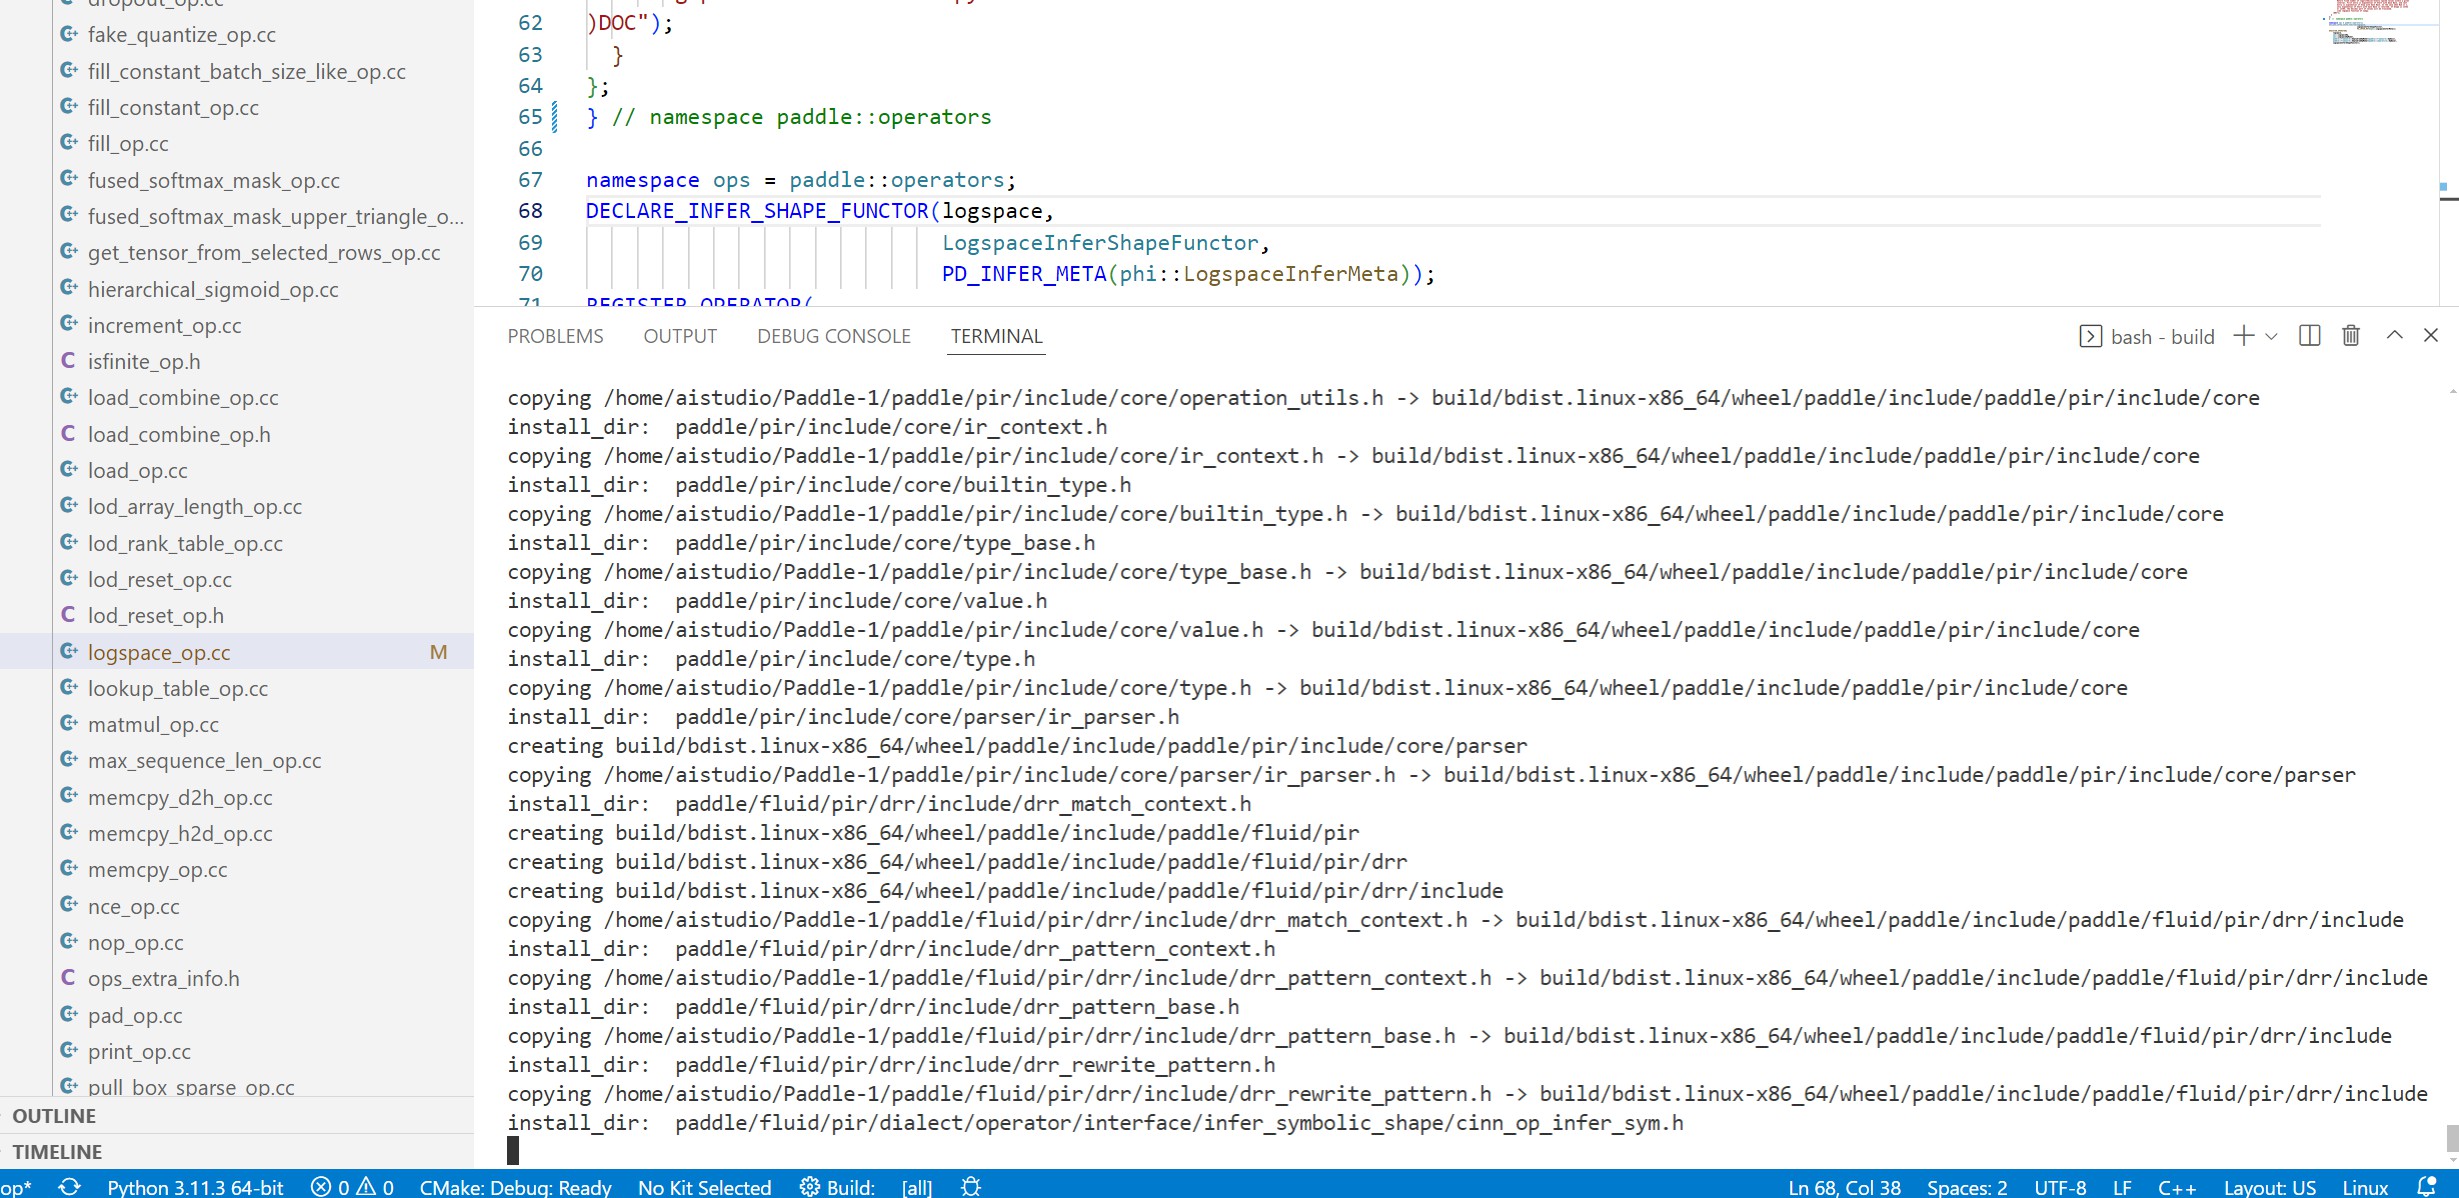 dropout_op.cc
fake_quantize_op.cc
fill_constant_batch_size_like_op.cc
fill_constant_op.cc
fill_op.cc
fused_softmax_mask_op.cc
fused_softmax_mask_upper_triangle_o...
get_tensor_from_selected_rows_op.cc
hierarchical_sigmoid_op.cc
increment_op.cc
isfinite_op.h
load_combine_op.cc
load_combine_op.h
load_op.cc
lod_array_length_op.cc
lod_rank_table_op.cc
lod_reset_op.cc
lod_reset_op.h
logspace_op.cc M
lookup_table_op.cc
matmul_op.cc
max_sequence_len_op.cc
memcpy_d2h_op.cc
memcpy_h2d_op.cc
memcpy_op.cc
nce_op.cc
nop_op.cc
ops_extra_info.h
pad_op.cc
print_op.cc
pull_box_sparse_op.cc
OUTLINE
TIMELINE
62 )DOC");
63 }
64 };
65 } // namespace paddle::operators
66
67 namespace ops = paddle::operators;
68 DECLARE_INFER_SHAPE_FUNCTOR(logspace,
69 LogspaceInferShapeFunctor,
70 PD_INFER_META(phi::LogspaceInferMeta));
71 REGISTER_OPERATOR(
PROBLEMS OUTPUT DEBUG CONSOLE TERMINAL bash - build
copying /home/aistudio/Paddle-1/paddle/pir/include/core/operation_utils.h -> build/bdist.linux-x86_64/wheel/paddle/include/paddle/pir/include/core
install_dir:  paddle/pir/include/core/ir_context.h
copying /home/aistudio/Paddle-1/paddle/pir/include/core/ir_context.h -> build/bdist.linux-x86_64/wheel/paddle/include/paddle/pir/include/core
install_dir:  paddle/pir/include/core/builtin_type.h
copying /home/aistudio/Paddle-1/paddle/pir/include/core/builtin_type.h -> build/bdist.linux-x86_64/wheel/paddle/include/paddle/pir/include/core
install_dir:  paddle/pir/include/core/type_base.h
copying /home/aistudio/Paddle-1/paddle/pir/include/core/type_base.h -> build/bdist.linux-x86_64/wheel/paddle/include/paddle/pir/include/core
install_dir:  paddle/pir/include/core/value.h
copying /home/aistudio/Paddle-1/paddle/pir/include/core/value.h -> build/bdist.linux-x86_64/wheel/paddle/include/paddle/pir/include/core
install_dir:  paddle/pir/include/core/type.h
copying /home/aistudio/Paddle-1/paddle/pir/include/core/type.h -> build/bdist.linux-x86_64/wheel/paddle/include/paddle/pir/include/core
install_dir:  paddle/pir/include/core/parser/ir_parser.h
creating build/bdist.linux-x86_64/wheel/paddle/include/paddle/pir/include/core/parser
copying /home/aistudio/Paddle-1/paddle/pir/include/core/parser/ir_parser.h -> build/bdist.linux-x86_64/wheel/paddle/include/paddle/pir/include/core/parser
install_dir:  paddle/fluid/pir/drr/include/drr_match_context.h
creating build/bdist.linux-x86_64/wheel/paddle/include/paddle/fluid/pir
creating build/bdist.linux-x86_64/wheel/paddle/include/paddle/fluid/pir/drr
creating build/bdist.linux-x86_64/wheel/paddle/include/paddle/fluid/pir/drr/include
copying /home/aistudio/Paddle-1/paddle/fluid/pir/drr/include/drr_match_context.h -> build/bdist.linux-x86_64/wheel/paddle/include/paddle/fluid/pir/drr/include
install_dir:  paddle/fluid/pir/drr/include/drr_pattern_context.h
copying /home/aistudio/Paddle-1/paddle/fluid/pir/drr/include/drr_pattern_context.h -> build/bdist.linux-x86_64/wheel/paddle/include/paddle/fluid/pir/drr/include
install_dir:  paddle/fluid/pir/drr/include/drr_pattern_base.h
copying /home/aistudio/Paddle-1/paddle/fluid/pir/drr/include/drr_pattern_base.h -> build/bdist.linux-x86_64/wheel/paddle/include/paddle/fluid/pir/drr/include
install_dir:  paddle/fluid/pir/drr/include/drr_rewrite_pattern.h
copying /home/aistudio/Paddle-1/paddle/fluid/pir/drr/include/drr_rewrite_pattern.h -> build/bdist.linux-x86_64/wheel/paddle/include/paddle/fluid/pir/drr/include
install_dir:  paddle/fluid/pir/dialect/operator/interface/infer_symbolic_shape/cinn_op_infer_sym.h
op* Python 3.11.3 64-bit 0 0 CMake: Debug: Ready No Kit Selected Build: [all] Ln 68, Col 38 Spaces: 2 UTF-8 LF C++ Layout: US Linux